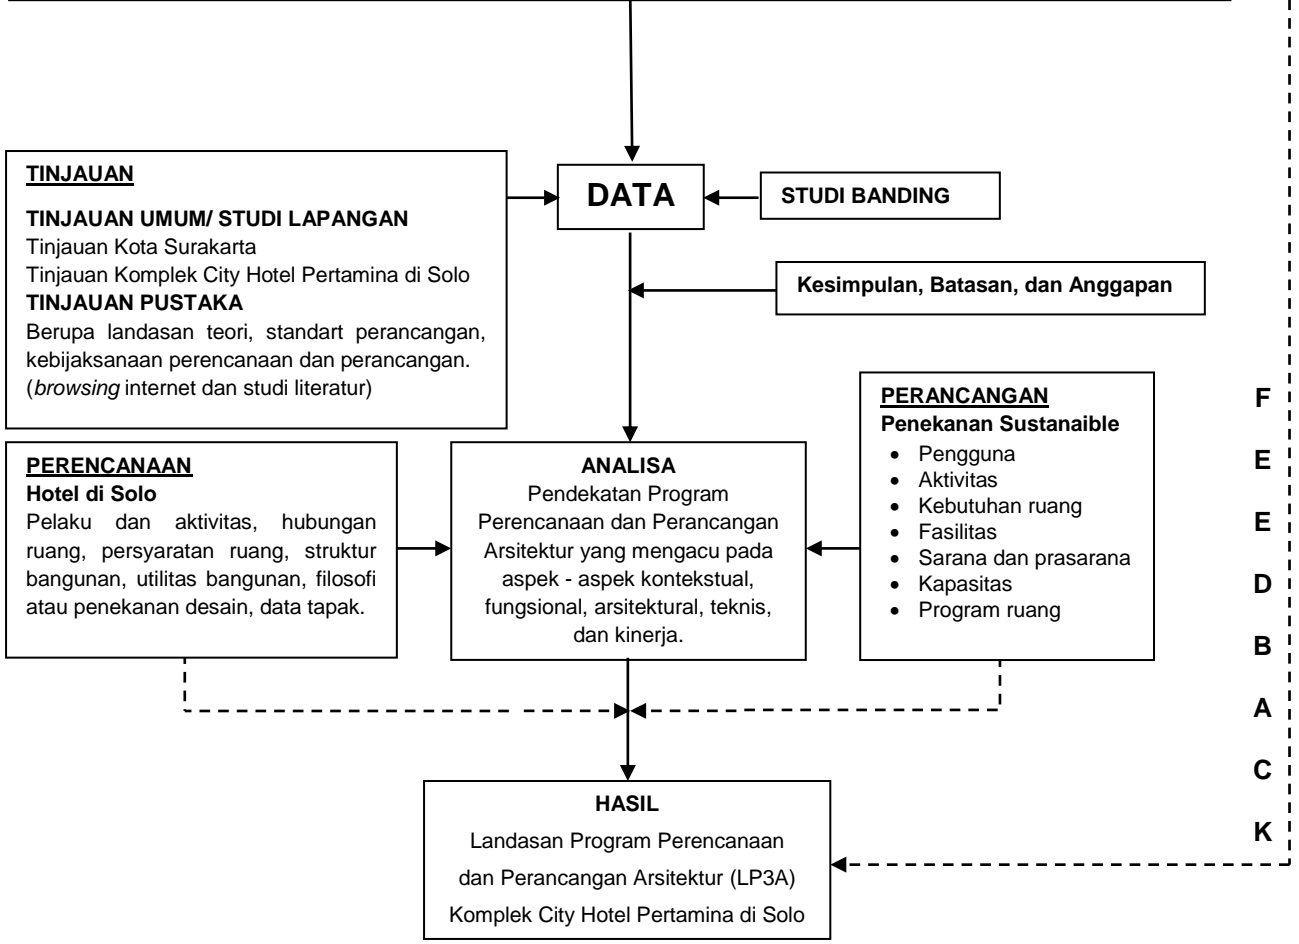 TINJAUAN
TINJAUAN UMUM/ STUDI LAPANGAN
Tinjauan Kota Surakarta
Tinjauan Komplek City Hotel Pertamina di Solo
TINJAUAN PUSTAKA
Berupa landasan teori, standart perancangan,
kebijaksanaan perencanaan dan perancangan.
(browsing internet dan studi literatur)
DATA
STUDI BANDING
Kesimpulan, Batasan, dan Anggapan
PERENCANAAN
Hotel di Solo
Pelaku dan aktivitas, hubungan
ruang, persyaratan ruang, struktur
bangunan, utilitas bangunan, filosofi
atau penekanan desain, data tapak.
ANALISA
Pendekatan Program
Perencanaan dan Perancangan
Arsitektur yang mengacu pada
aspek - aspek kontekstual,
fungsional, arsitektural, teknis,
dan kinerja.
PERANCANGAN
Penekanan Sustanaible
• Pengguna
• Aktivitas
• Kebutuhan ruang
• Fasilitas
• Sarana dan prasarana
• Kapasitas
• Program ruang
F
E
E
D
B
A
C
K
HASIL
Landasan Program Perencanaan
dan Perancangan Arsitektur (LP3A)
Komplek City Hotel Pertamina di Solo